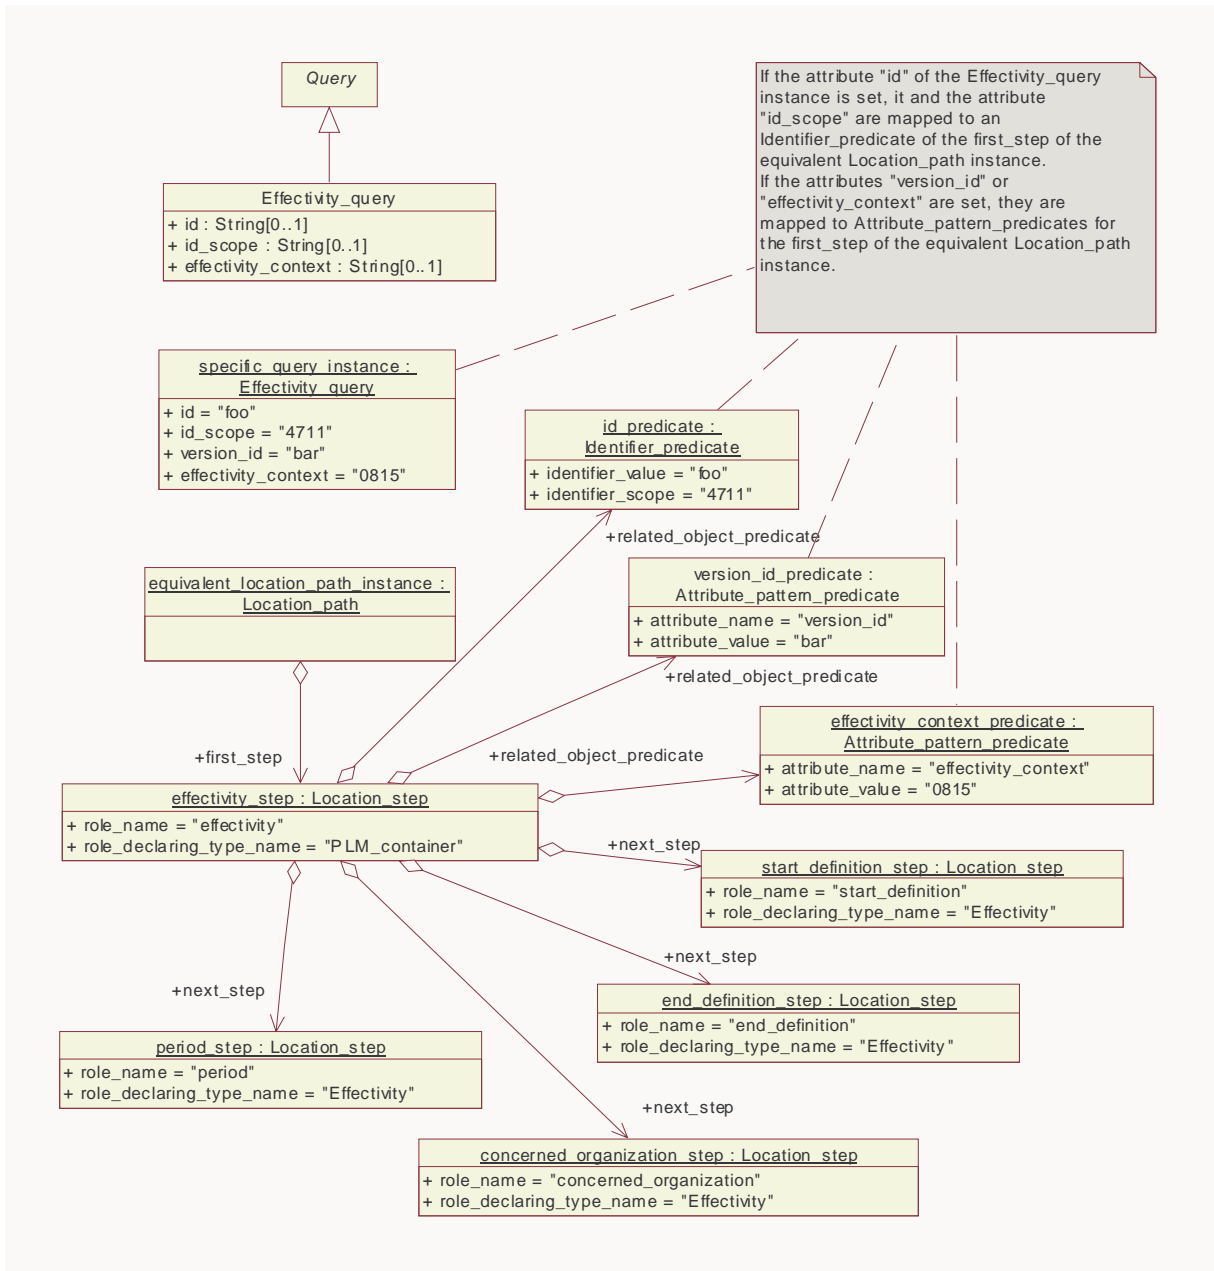 Query
If the attribute "id" of the Effectivity_query
instance is set, it and the attribute
"id_scope" are mapped to an
Identifier_predicate of the first_step of the
equivalent Location_path instance.
If the attributes "version_id" or
"effectivity_context" are set, they are
mapped to Attribute_pattern_predicates for
the first_step of the equivalent Location_path
instance.
Effectivity_query
+ id : String[0..1]
+ id_scope : String[0..1]
+ effectivity_context : String[0..1]
specific_query_instance :
Effectivity_query
+ id = "foo"
+ id_scope = "4711"
+ version_id = "bar"
+ effectivity_context = "0815"
id_predicate :
Identifier_predicate
+ identifier_value = "foo"
+ identifier_scope = "4711"
+related_object_predicate
equivalent_location_path_instance :
Location_path
version_id_predicate :
Attribute_pattern_predicate
+ attribute_name = "version_id"
+ attribute_value = "bar"
+related_object_predicate
+first_step
+related_object_predicate
effectivity_context_predicate :
Attribute_pattern_predicate
+ attribute_name = "effectivity_context"
+ attribute_value = "0815"
effectivity_step : Location_step
+ role_name = "effectivity"
+ role_declaring_type_name = "PLM_container"
+next_step
start_definition_step : Location_step
+ role_name = "start_definition"
+ role_declaring_type_name = "Effectivity"
+next_step
end_definition_step : Location_step
+ role_name = "end_definition"
+ role_declaring_type_name = "Effectivity"
+next_step
period_step : Location_step
+ role_name = "period"
+ role_declaring_type_name = "Effectivity"
+next_step
concerned_organization_step : Location_step
+ role_name = "concerned_organization"
+ role_declaring_type_name = "Effectivity"